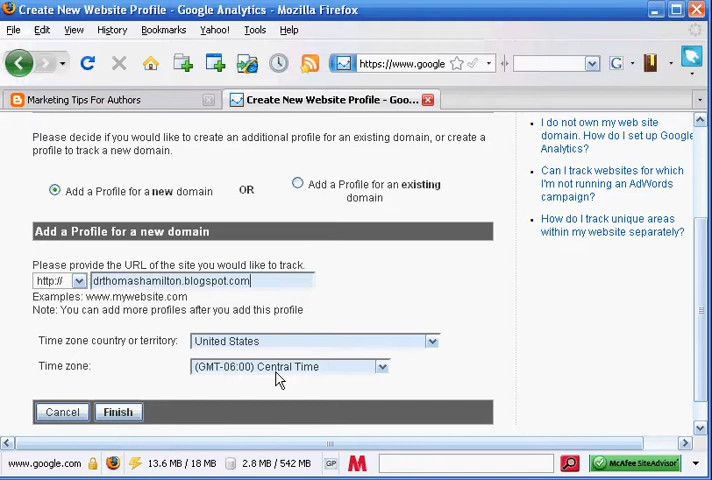 Create New Website Profile - Google Analytics - Mozilla Firefox
File Edit View History Bookmarks Yahoo! Tools Help
https://www.google
G
Marketing Tips For Authors
Create New Website Profile - Goo...
Please decide if you would like to create an additional profile for an existing domain, or create a
profile to track a new domain.
Add a Profile for a new domain
OR
Add a Profile for an existing
domain
I do not own my web site
domain. How do I set up Google
Analytics?
Can I track websites for which
I'm not running an AdWords
campaign?
How do I track unique areas
within my website separately?
Add a Profile for a new domain
Please provide the URL of the site you would like to track.
http:// drthomashamilton.blogspot.com
Examples: www.mywebsite.com
Note: You can add more profiles after you add this profile
Time zone country or territory: United States
Time zone: (GMT-06:00) Central Time
Cancel Finish
www.google.com 13.6 MB / 18 MB 2.8 MB / 542 MB GP M McAfee SiteAdvisor